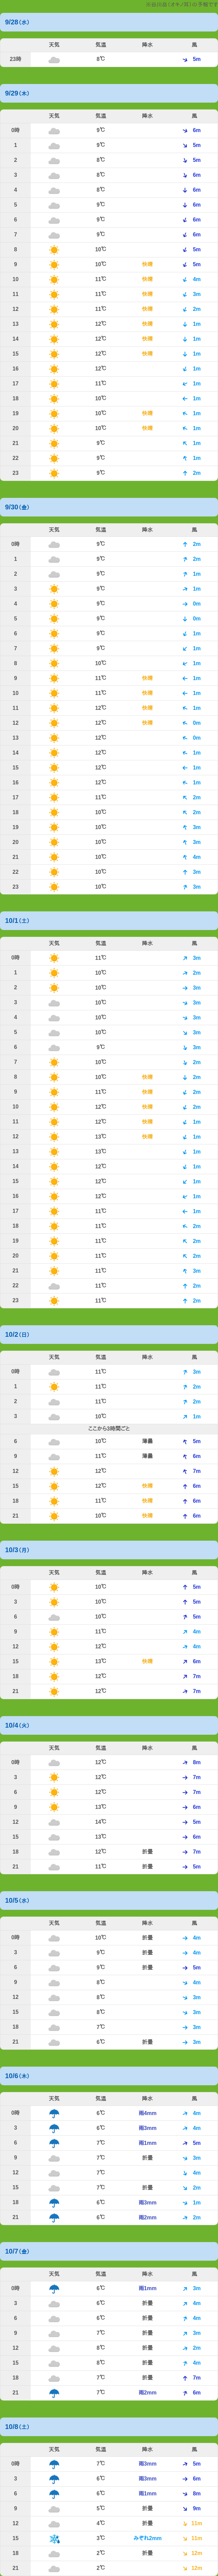 ※谷川岳(オキノ耳)の予報です
9/28(水)
天気 気温 降水 風
23時 8℃ 5m
9/29(木)
天気 気温 降水 風
0時 9℃ 6m
1 9℃ 5m
2 8℃ 5m
3 8℃ 6m
4 8℃ 6m
5 9℃ 6m
6 9℃ 6m
7 9℃ 6m
8 10℃ 5m
9 10℃ 快晴 5m
10 11℃ 快晴 4m
11 11℃ 快晴 3m
12 11℃ 快晴 2m
13 12℃ 快晴 1m
14 12℃ 快晴 1m
15 12℃ 快晴 1m
16 12℃ 1m
17 11℃ 1m
18 10℃ 1m
19 10℃ 快晴 1m
20 10℃ 快晴 1m
21 9℃ 1m
22 9℃ 1m
23 9℃ 2m
9/30(金)
天気 気温 降水 風
0時 9℃ 2m
1 9℃ 2m
2 9℃ 1m
3 9℃ 1m
4 9℃ 0m
5 9℃ 0m
6 9℃ 1m
7 9℃ 1m
8 10℃ 1m
9 11℃ 快晴 1m
10 11℃ 快晴 1m
11 12℃ 快晴 1m
12 12℃ 快晴 0m
13 12℃ 0m
14 12℃ 1m
15 12℃ 1m
16 12℃ 1m
17 11℃ 2m
18 10℃ 2m
19 10℃ 3m
20 10℃ 3m
21 10℃ 4m
22 10℃ 3m
23 10℃ 3m
10/1(土)
天気 気温 降水 風
0時 11℃ 3m
1 10℃ 2m
2 10℃ 3m
3 10℃ 3m
4 10℃ 3m
5 10℃ 3m
6 9℃ 3m
7 10℃ 2m
8 10℃ 快晴 2m
9 11℃ 快晴 2m
10 12℃ 快晴 2m
11 12℃ 快晴 1m
12 13℃ 快晴 1m
13 13℃ 1m
14 12℃ 1m
15 12℃ 1m
16 12℃ 1m
17 11℃ 1m
18 11℃ 2m
19 11℃ 2m
20 11℃ 2m
21 11℃ 3m
22 11℃ 2m
23 11℃ 2m
10/2(日)
天気 気温 降水 風
0時 11℃ 3m
1 11℃ 2m
2 11℃ 2m
3 10℃ 1m
ここから3時間ごと
6 10℃ 薄曇 5m
9 11℃ 薄曇 6m
12 12℃ 7m
15 12℃ 快晴 6m
18 11℃ 快晴 6m
21 10℃ 快晴 6m
10/3(月)
天気 気温 降水 風
0時 10℃ 5m
3 10℃ 5m
6 10℃ 5m
9 11℃ 4m
12 12℃ 4m
15 13℃ 快晴 6m
18 12℃ 7m
21 12℃ 7m
10/4(火)
天気 気温 降水 風
0時 12℃ 8m
3 12℃ 7m
6 12℃ 7m
9 13℃ 6m
12 14℃ 5m
15 13℃ 6m
18 12℃ 折曇 7m
21 11℃ 折曇 5m
10/5(水)
天気 気温 降水 風
0時 10℃ 折曇 4m
3 9℃ 折曇 4m
6 9℃ 折曇 5m
9 8℃ 4m
12 8℃ 3m
15 8℃ 3m
18 7℃ 3m
21 6℃ 折曇 3m
10/6(木)
天気 気温 降水 風
0時 6℃ 雨4mm 4m
3 6℃ 雨3mm 4m
6 7℃ 雨1mm 5m
9 7℃ 折曇 3m
12 7℃ 4m
15 7℃ 折曇 2m
18 6℃ 雨3mm 1m
21 6℃ 雨2mm 2m
10/7(金)
天気 気温 降水 風
0時 6℃ 雨1mm 3m
3 6℃ 折曇 4m
6 6℃ 折曇 4m
9 7℃ 折曇 3m
12 8℃ 折曇 2m
15 8℃ 折曇 4m
18 7℃ 折曇 7m
21 7℃ 雨2mm 6m
10/8(土)
天気 気温 降水 風
0時 7℃ 雨3mm 5m
3 6℃ 雨3mm 6m
6 6℃ 雨1mm 8m
9 5℃ 折曇 9m
12 4℃ 折曇 11m
15 3℃ みぞれ2mm 11m
18 2℃ 折曇 12m
21 2℃ 12m